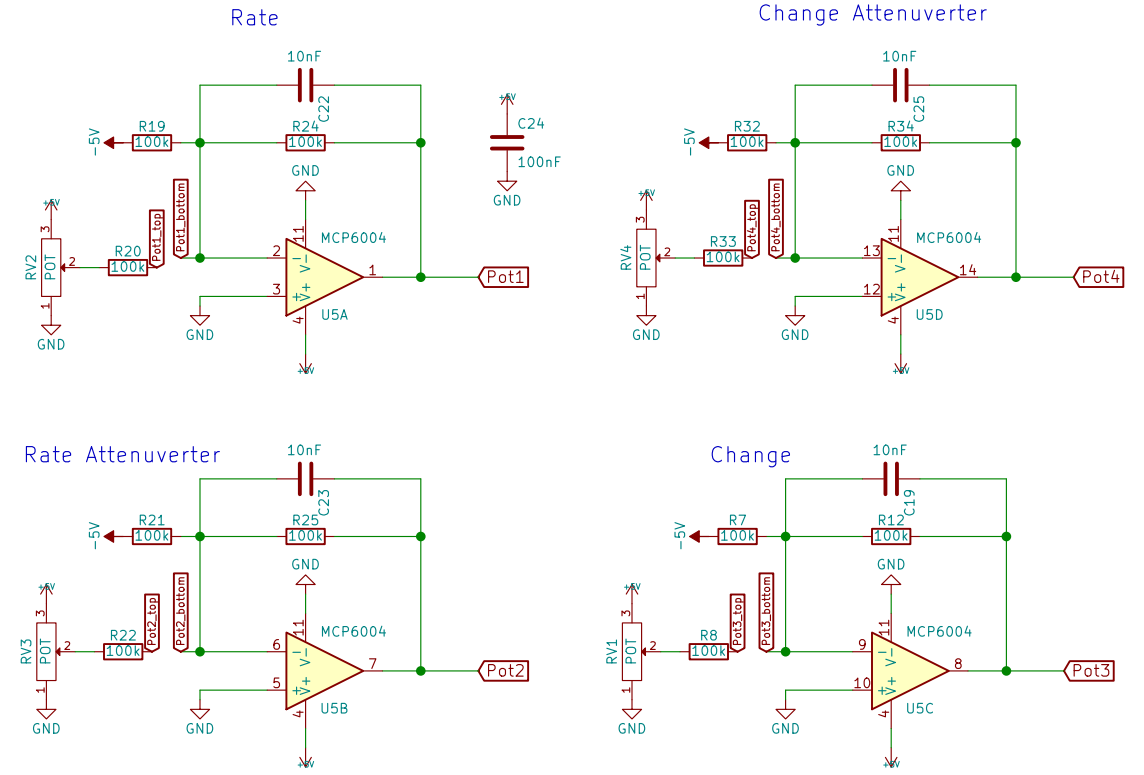 Rate
10nF
C22
R19
100k
-5V
R24
100k
GND
+5V
C24
100nF
GND
+5V
RV2
POT
3
2
1
GND
R20
100k
Pot1_top
Pot1_bottom
MCP6004
11
2
3
1
4
V-
V+
-
+
U5A
GND
+5V
Pot1
Change Attenuverter
10nF
C25
R32
100k
-5V
R34
100k
GND
+5V
RV4
POT
3
2
1
GND
R33
100k
Pot4_top
Pot4_bottom
MCP6004
11
13
12
14
4
V-
V+
-
+
U5D
GND
+5V
Pot4
Rate Attenuverter
10nF
C23
R21
100k
-5V
R25
100k
GND
+5V
RV3
POT
3
2
1
GND
R22
100k
Pot2_top
Pot2_bottom
MCP6004
11
6
5
7
4
V-
V+
-
+
U5B
GND
+5V
Pot2
Change
10nF
C19
R7
100k
-5V
R12
100k
GND
+5V
RV1
POT
3
2
1
GND
R8
100k
Pot3_top
Pot3_bottom
MCP6004
11
9
10
8
4
V-
V+
-
+
U5C
GND
+5V
Pot3